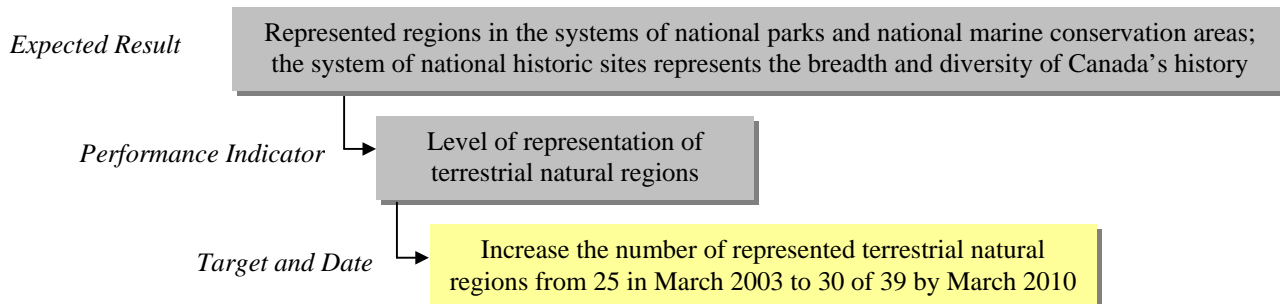 Expected Result
Represented regions in the systems of national parks and national marine conservation areas;
the system of national historic sites represents the breadth and diversity of Canada's history
Performance Indicator
Level of representation of
terrestrial natural regions
Target and Date
Increase the number of represented terrestrial natural
regions from 25 in March 2003 to 30 of 39 by March 2010